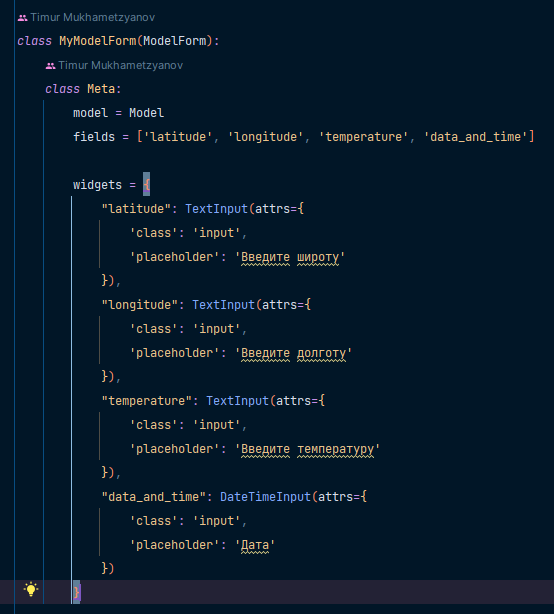 Timur Mukhametzyanov
class MyModelForm(ModelForm):
Timur Mukhametzyanov
class Meta:
model = Model
fields = ['latitude', 'longitude', 'temperature', 'data_and_time']
widgets = {
"latitude": TextInput(attrs={
'class': 'input',
'placeholder': 'Введите широту'
}),
"longitude": TextInput(attrs={
'class': 'input',
'placeholder': 'Введите долготу'
}),
"temperature": TextInput(attrs={
'class': 'input',
'placeholder': 'Введите температуру'
}),
"data_and_time": DateTimeInput(attrs={
'class': 'input',
'placeholder': 'Дата'
})
}